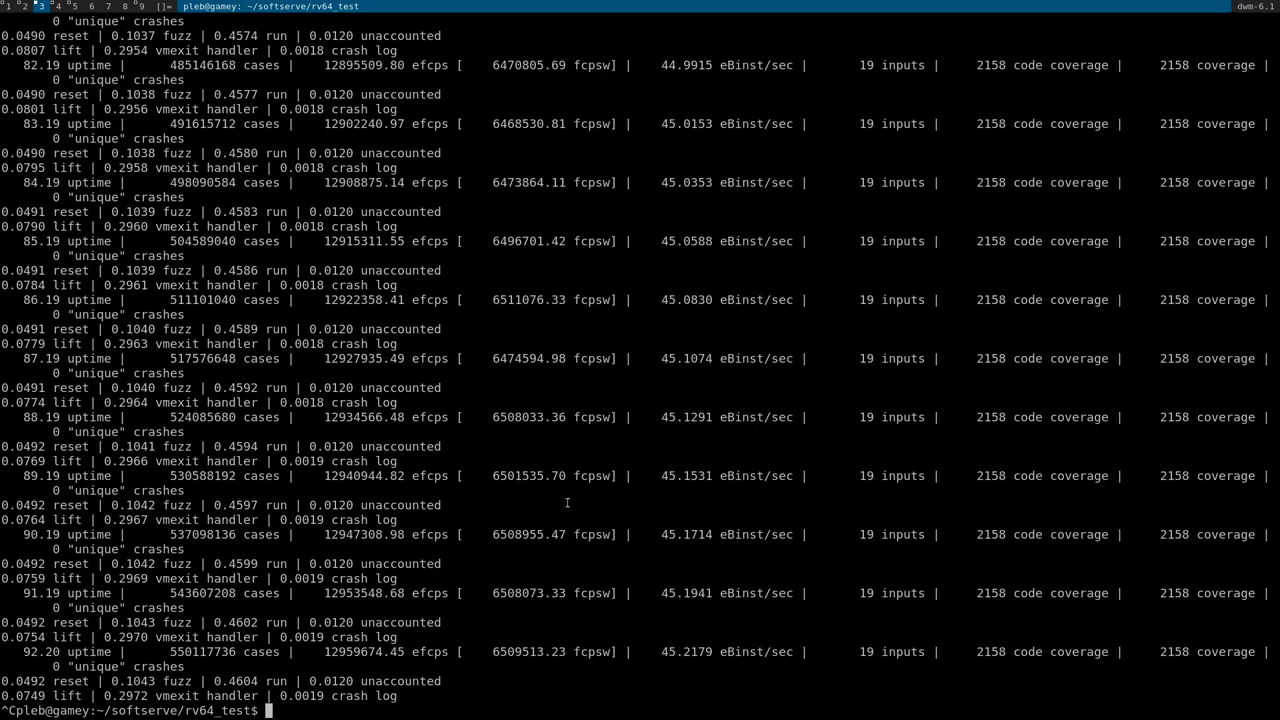 1 2 3 4 5 6 7 8 9 []= pleb@gamey: ~/softserve/rv64_test dwm-6.1
0 "unique" crashes
0.0490 reset | 0.1037 fuzz | 0.4574 run | 0.0120 unaccounted
0.0807 lift | 0.2954 vmexit handler | 0.0018 crash log
82.19 uptime | 485146168 cases | 12895509.80 efcps [ 6470805.69 fcpsw] | 44.9915 eBinst/sec | 19 inputs | 2158 code coverage | 2158 coverage |
0 "unique" crashes
0.0490 reset | 0.1038 fuzz | 0.4577 run | 0.0120 unaccounted
0.0801 lift | 0.2956 vmexit handler | 0.0018 crash log
83.19 uptime | 491615712 cases | 12902240.97 efcps [ 6468530.81 fcpsw] | 45.0153 eBinst/sec | 19 inputs | 2158 code coverage | 2158 coverage |
0 "unique" crashes
0.0490 reset | 0.1038 fuzz | 0.4580 run | 0.0120 unaccounted
0.0795 lift | 0.2958 vmexit handler | 0.0018 crash log
84.19 uptime | 498090584 cases | 12908875.14 efcps [ 6473864.11 fcpsw] | 45.0353 eBinst/sec | 19 inputs | 2158 code coverage | 2158 coverage |
0 "unique" crashes
0.0491 reset | 0.1039 fuzz | 0.4583 run | 0.0120 unaccounted
0.0790 lift | 0.2960 vmexit handler | 0.0018 crash log
85.19 uptime | 504589040 cases | 12915311.55 efcps [ 6496701.42 fcpsw] | 45.0588 eBinst/sec | 19 inputs | 2158 code coverage | 2158 coverage |
0 "unique" crashes
0.0491 reset | 0.1039 fuzz | 0.4586 run | 0.0120 unaccounted
0.0784 lift | 0.2961 vmexit handler | 0.0018 crash log
86.19 uptime | 511101040 cases | 12922358.41 efcps [ 6511076.33 fcpsw] | 45.0830 eBinst/sec | 19 inputs | 2158 code coverage | 2158 coverage |
0 "unique" crashes
0.0491 reset | 0.1040 fuzz | 0.4589 run | 0.0120 unaccounted
0.0779 lift | 0.2963 vmexit handler | 0.0018 crash log
87.19 uptime | 517576648 cases | 12927935.49 efcps [ 6474594.98 fcpsw] | 45.1074 eBinst/sec | 19 inputs | 2158 code coverage | 2158 coverage |
0 "unique" crashes
0.0491 reset | 0.1040 fuzz | 0.4592 run | 0.0120 unaccounted
0.0774 lift | 0.2964 vmexit handler | 0.0018 crash log
88.19 uptime | 524085680 cases | 12934566.48 efcps [ 6508033.36 fcpsw] | 45.1291 eBinst/sec | 19 inputs | 2158 code coverage | 2158 coverage |
0 "unique" crashes
0.0492 reset | 0.1041 fuzz | 0.4594 run | 0.0120 unaccounted
0.0769 lift | 0.2966 vmexit handler | 0.0019 crash log
89.19 uptime | 530588192 cases | 12940944.82 efcps [ 6501535.70 fcpsw] | 45.1531 eBinst/sec | 19 inputs | 2158 code coverage | 2158 coverage |
0 "unique" crashes
0.0492 reset | 0.1042 fuzz | 0.4597 run | 0.0120 unaccounted
0.0764 lift | 0.2967 vmexit handler | 0.0019 crash log
90.19 uptime | 537098136 cases | 12947308.98 efcps [ 6508955.47 fcpsw] | 45.1714 eBinst/sec | 19 inputs | 2158 code coverage | 2158 coverage |
0 "unique" crashes
0.0492 reset | 0.1042 fuzz | 0.4599 run | 0.0120 unaccounted
0.0759 lift | 0.2969 vmexit handler | 0.0019 crash log
91.19 uptime | 543607208 cases | 12953548.68 efcps [ 6508073.33 fcpsw] | 45.1941 eBinst/sec | 19 inputs | 2158 code coverage | 2158 coverage |
0 "unique" crashes
0.0492 reset | 0.1043 fuzz | 0.4602 run | 0.0120 unaccounted
0.0754 lift | 0.2970 vmexit handler | 0.0019 crash log
92.20 uptime | 550117736 cases | 12959674.45 efcps [ 6509513.23 fcpsw] | 45.2179 eBinst/sec | 19 inputs | 2158 code coverage | 2158 coverage |
0 "unique" crashes
0.0492 reset | 0.1043 fuzz | 0.4604 run | 0.0120 unaccounted
0.0749 lift | 0.2972 vmexit handler | 0.0019 crash log
^Cpleb@gamey:~/softserve/rv64_test$